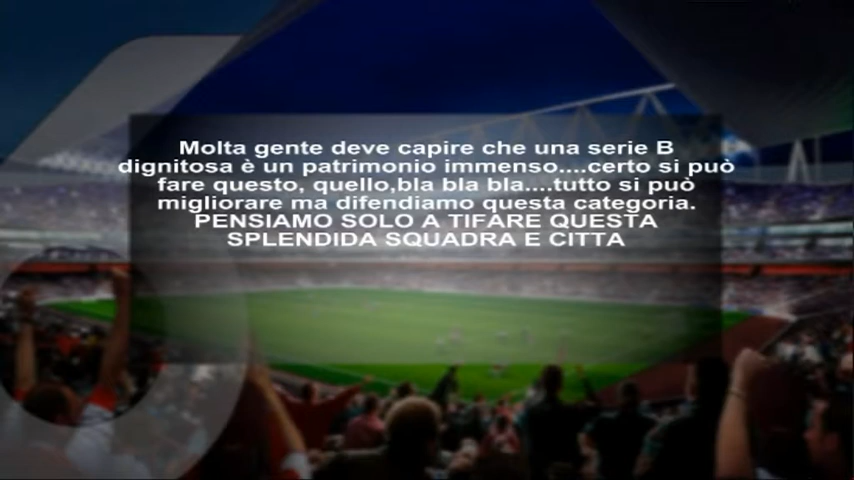 Molta gente deve capire che una serie B
dignitosa è un patrimonio immenso....certo si può
fare questo, quello,bla bla bla....tutto si può
migliorare ma difendiamo questa categoria.
PENSIAMO SOLO A TIFARE QUESTA
SPLENDIDA SQUADRA E CITTA